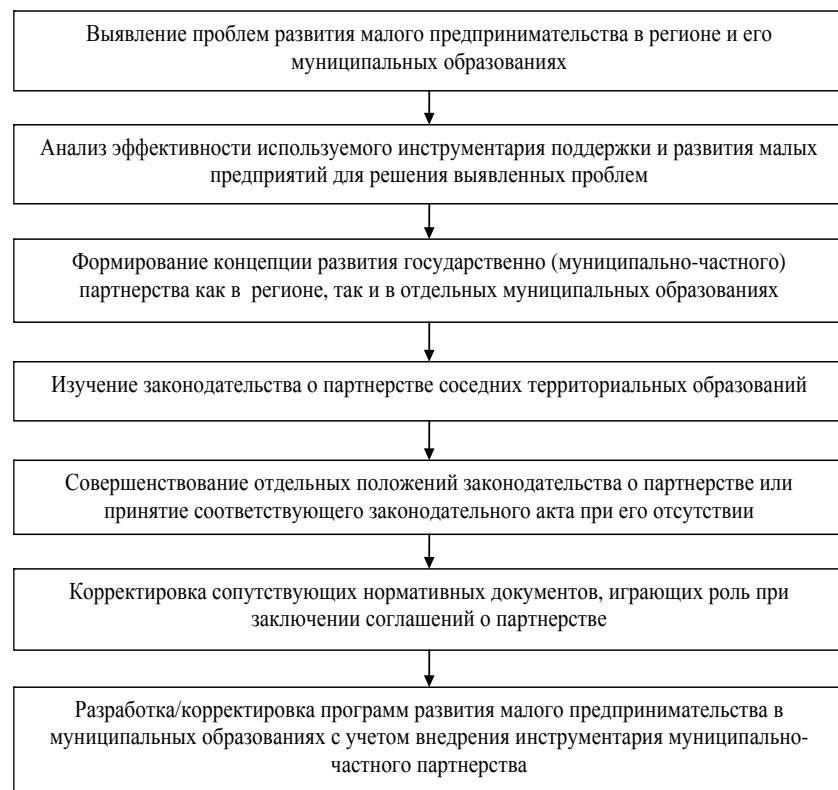 Выявление проблем развития малого предпринимательства в регионе и его
муниципальных образованиях
Анализ эффективности используемого инструментария поддержки и развития малых
предприятий для решения выявленных проблем
Формирование концепции развития государственно (муниципально-частного)
партнерства как в регионе, так и в отдельных муниципальных образованиях
Изучение законодательства о партнерстве соседних территориальных образований
Совершенствование отдельных положений законодательства о партнерстве или
принятие соответствующего законодательного акта при его отсутствии
Корректировка сопутствующих нормативных документов, играющих роль при
заключении соглашений о партнерстве
Разработка/корректировка программ развития малого предпринимательства в
муниципальных образованиях с учетом внедрения инструментария муниципально-
частного партнерства